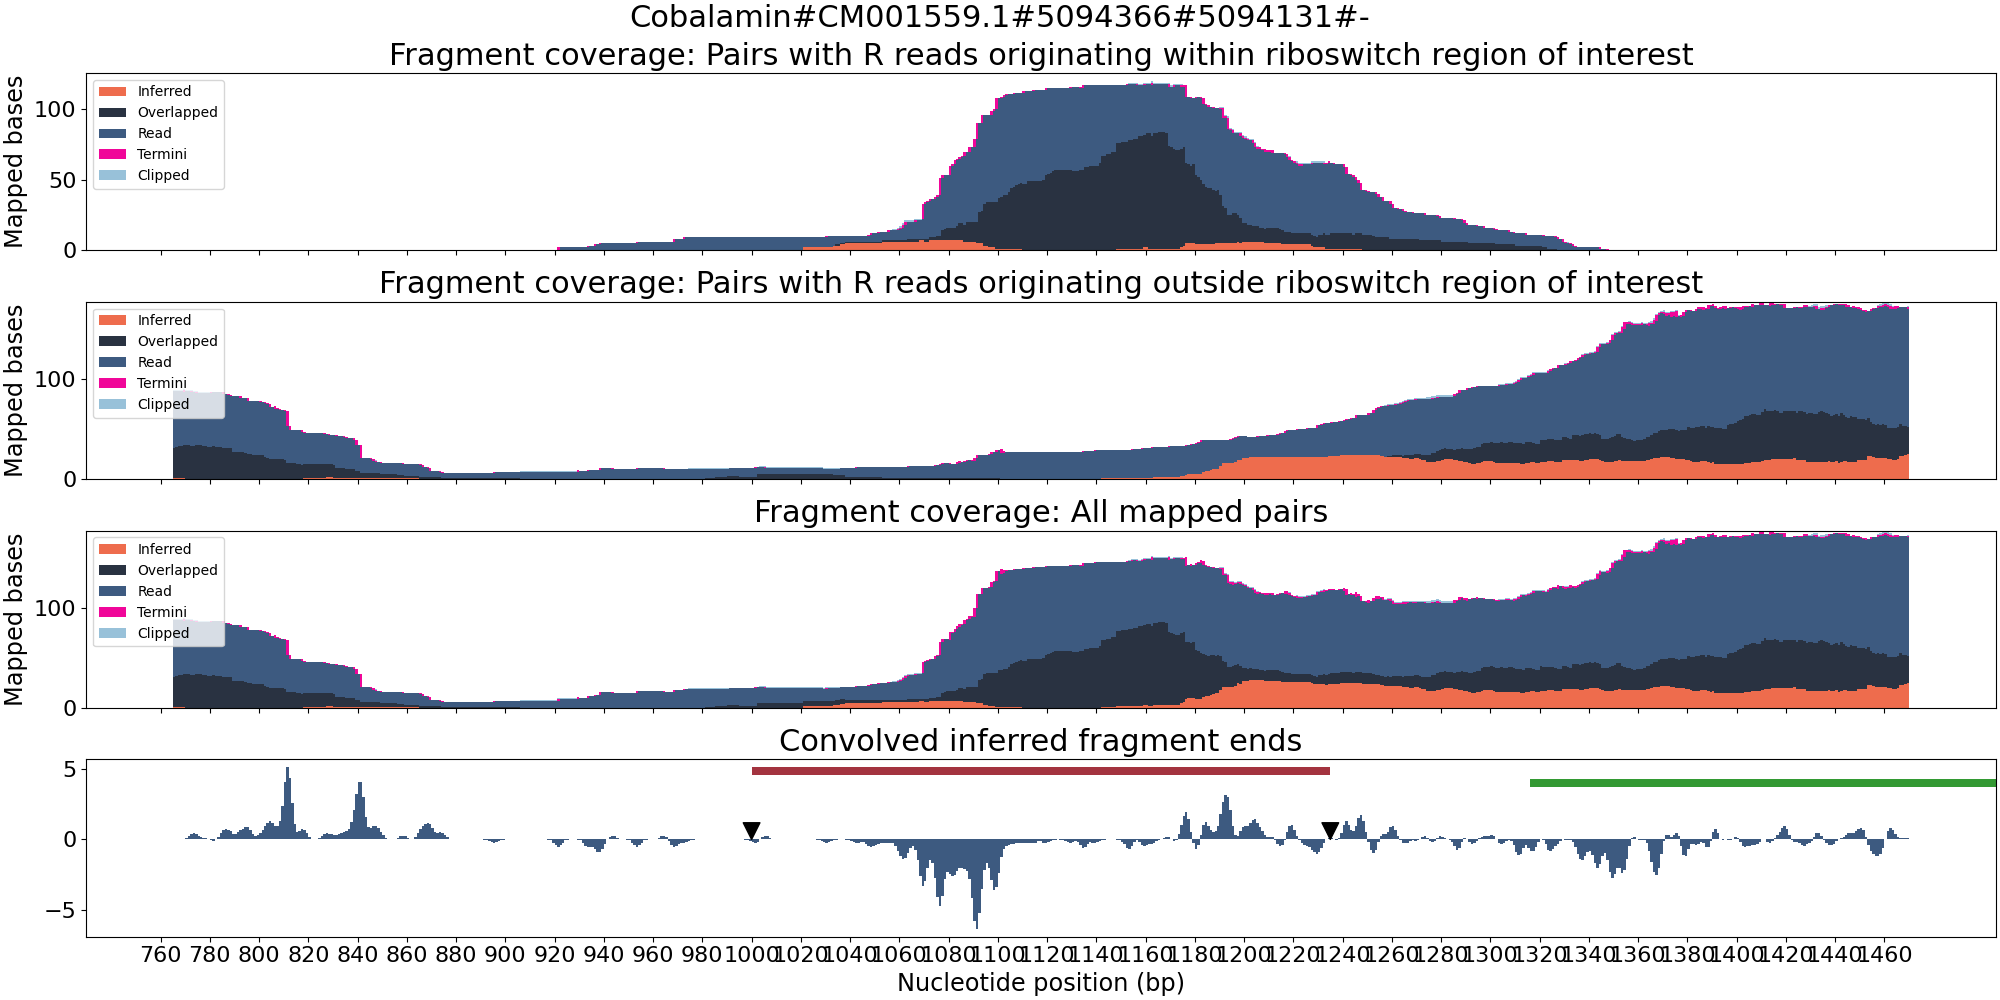 Cobalamin#CM001559.1#5094366#5094131#-
Fragment coverage: Pairs with R reads originating within riboswitch region of interest
Mapped bases
100
50
0
Inferred
Overlapped
Read
Termini
Clipped
Fragment coverage: Pairs with R reads originating outside riboswitch region of interest
Mapped bases
100
0
Inferred
Overlapped
Read
Termini
Clipped
Fragment coverage: All mapped pairs
Mapped bases
100
0
Inferred
Overlapped
Read
Termini
Clipped
Convolved inferred fragment ends
5
0
−5
760 780 800 820 840 860 880 900 920 940 960 980 1000 1020 1040 1060 1080 1100 1120 1140 1160 1180 1200 1220 1240 1260 1280 1300 1320 1340 1360 1380 1400 1420 1440 1460
Nucleotide position (bp)